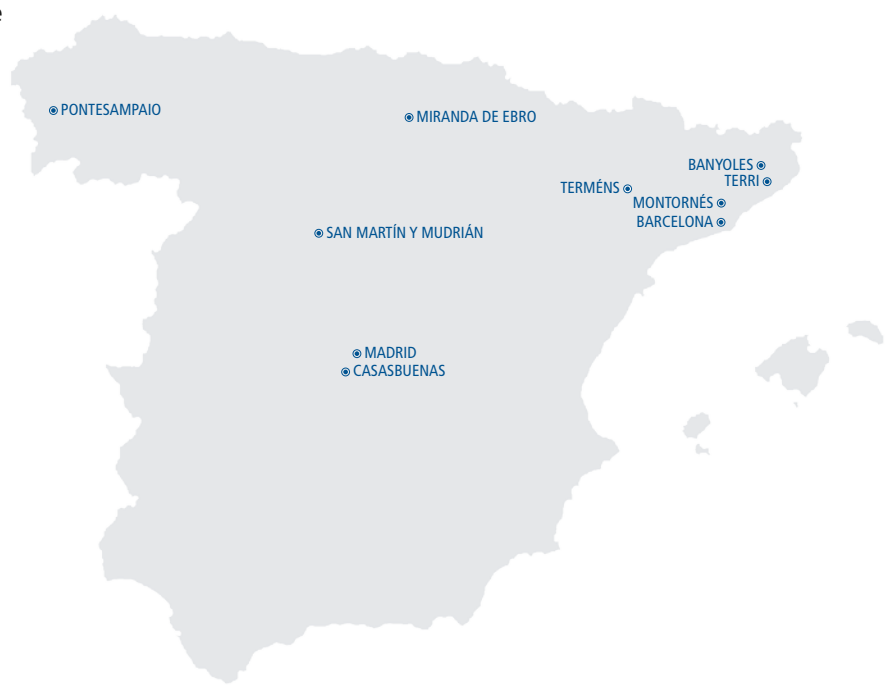 e
PONTESAMPAIO
MIRANDA DE EBRO
BANYOLES
TERRI
TERMÉNS
MONTORNÉS
BARCELONA
SAN MARTÍN Y MUDRIÁN
MADRID
CASASBUENAS